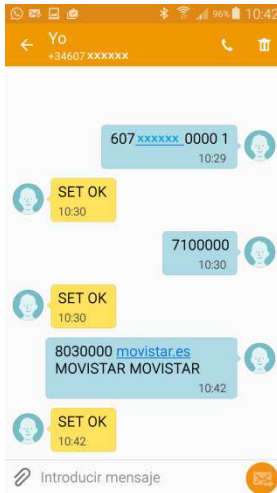 96% 10:42
Yo
+34607 xxxxxx
607 xxxxxx 0000 1
10:29
SET OK
10:30
7100000
10:30
SET OK
10:30
8030000 movistar.es
MOVISTAR MOVISTAR
10:42
SET OK
10:42
Introducir mensaje